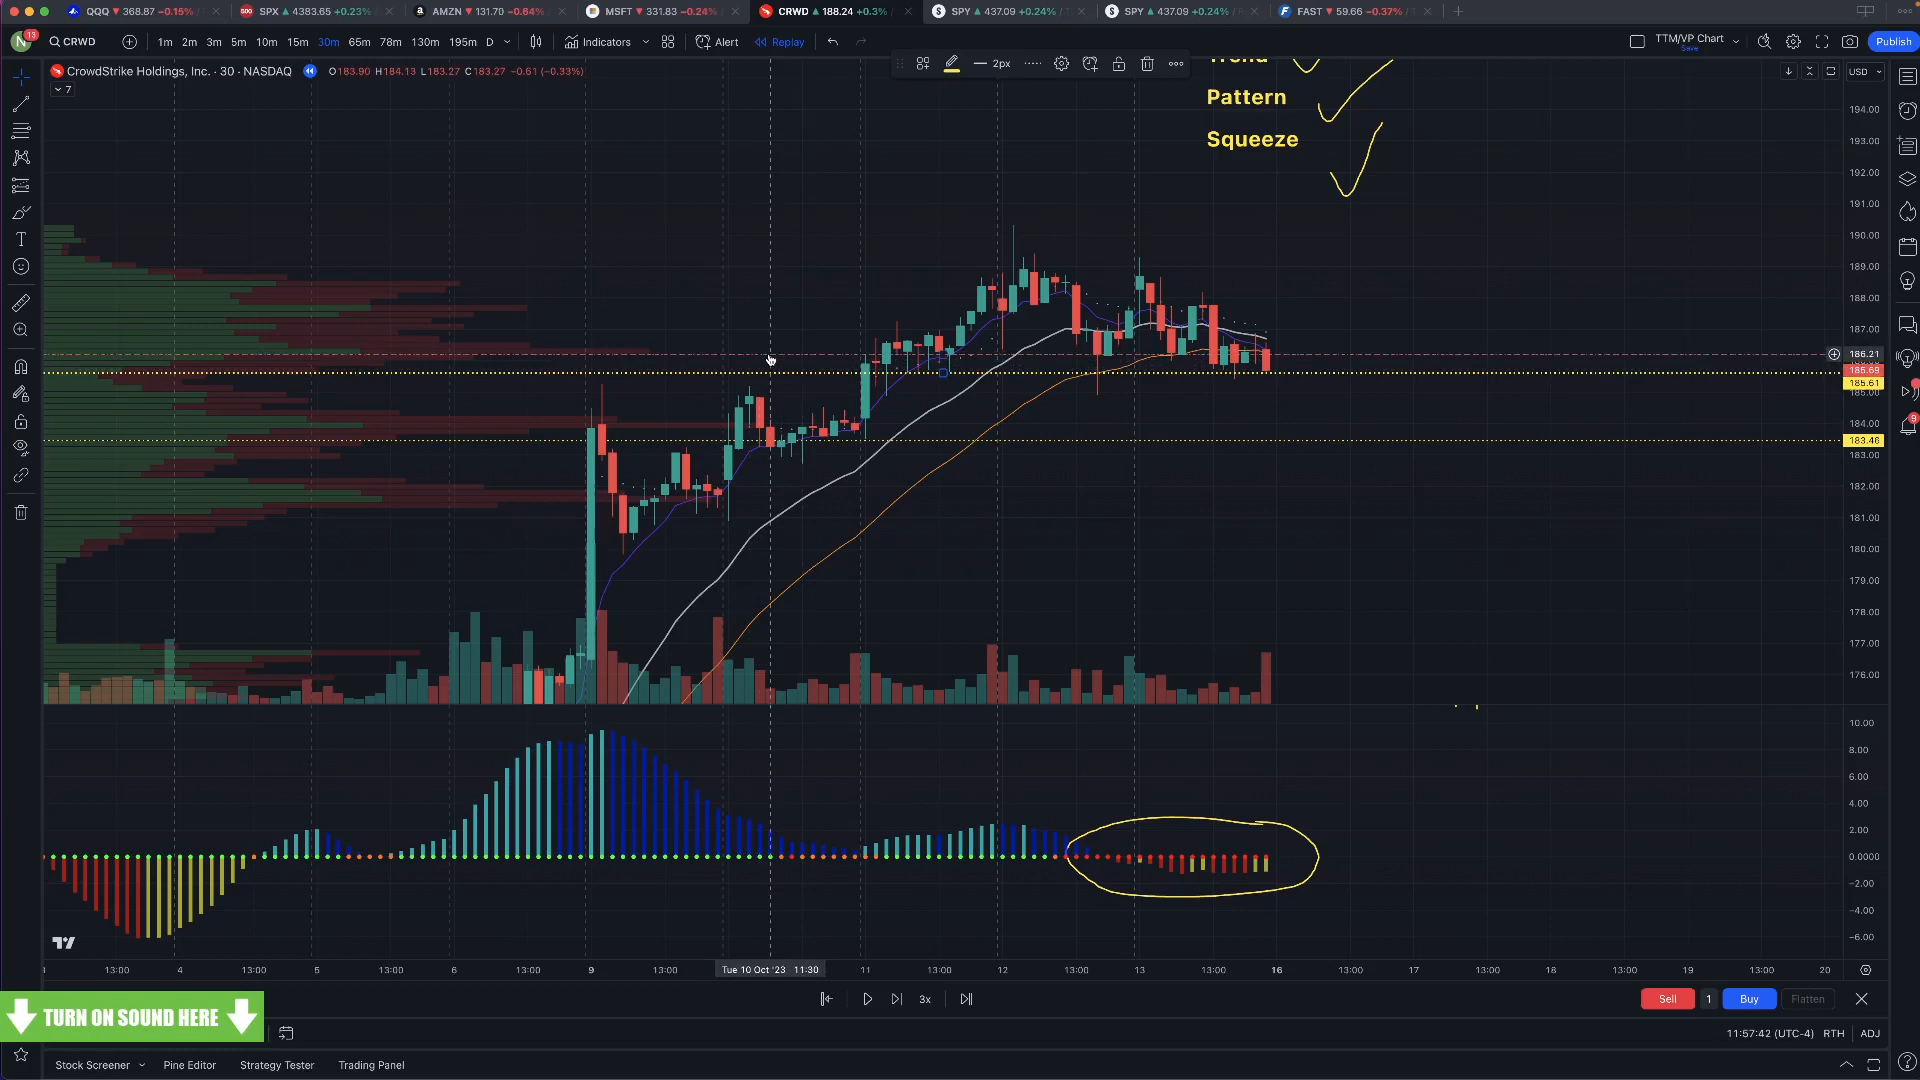 QQQ ▼ 368.87 −0.15%
SPX ▲ 4383.65 +0.23%
AMZN ▼ 131.70 −0.64%
MSFT ▼ 331.83 −0.24%
CRWD ▲ 188.24 +0.3%
SPY ▲ 437.09 +0.24%
SPY ▲ 437.09 +0.24%
FAST ▼ 59.66 −0.37%
N 13 CRWD 1m 2m 3m 5m 10m 15m 30m 65m 78m 130m 195m D Indicators Alert Replay TTM/VP Chart Save Publish
CrowdStrike Holdings, Inc. · 30 · NASDAQ O183.90 H184.13 L183.27 C183.27 −0.61 (−0.33%)
2px
USD
7
Trend
Pattern
Squeeze
194.00
193.00
192.00
191.00
190.00
189.00
188.00
187.00
186.21
185.69
185.61
185.00
184.00
183.46
183.00
182.00
181.00
180.00
179.00
178.00
177.00
176.00
10.00
8.00
6.00
4.00
2.00
0.0000
−2.00
−4.00
−6.00
9
13:00 4 13:00 5 13:00 6 13:00 9 13:00 Tue 10 Oct '23 11:30 11 13:00 12 13:00 13 13:00 16 13:00 17 13:00 18 13:00 19 13:00 20
3x
Sell 1 Buy Flatten
TURN ON SOUND HERE
11:57:42 (UTC-4) RTH ADJ
Stock Screener Pine Editor Strategy Tester Trading Panel